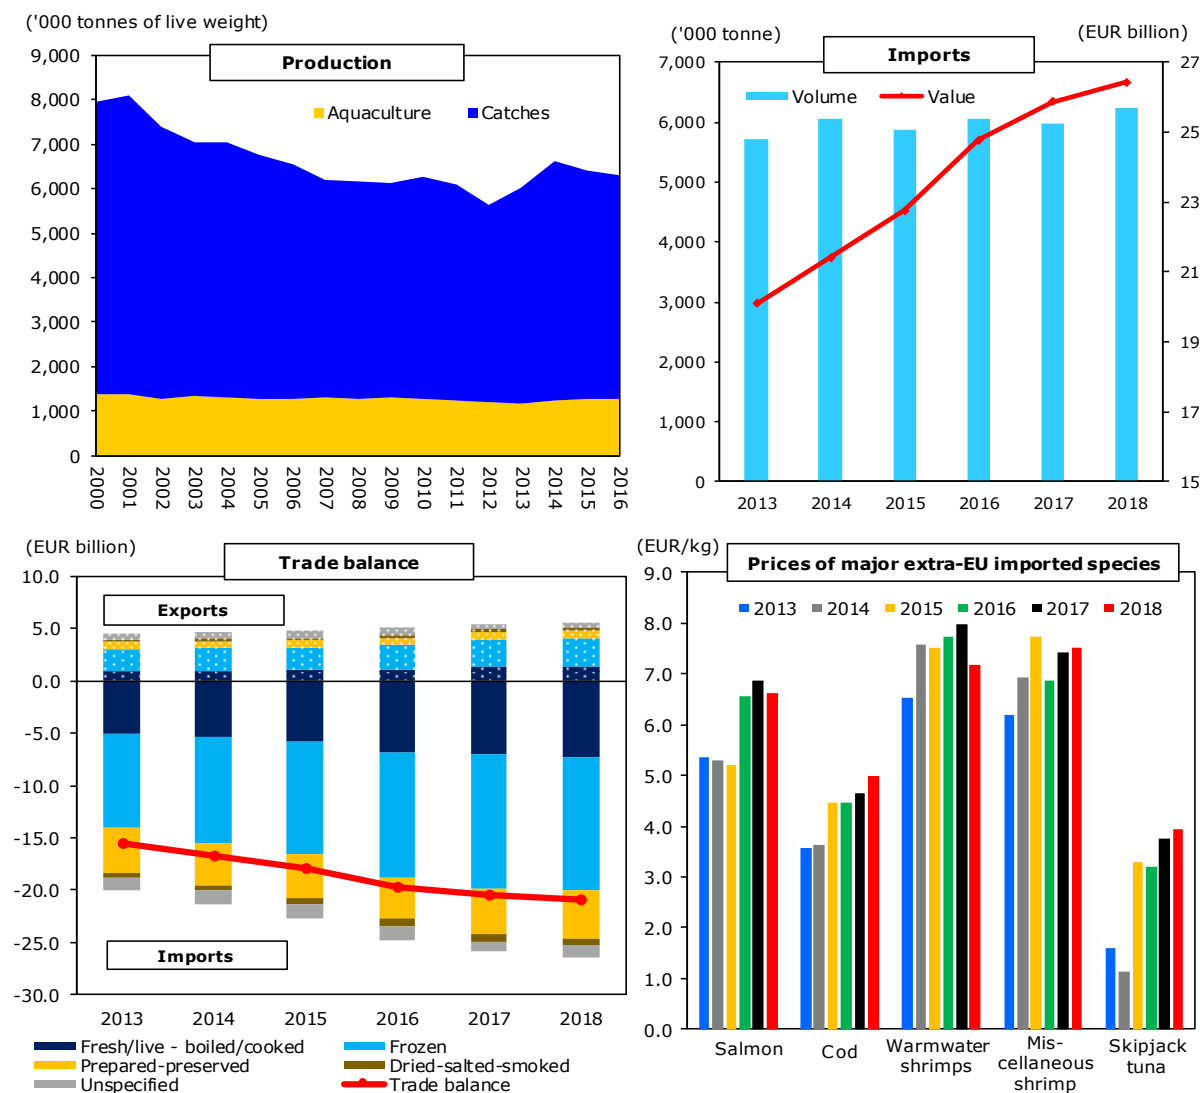 ('000 tonnes of live weight)
Production
9,000
8,000
7,000
6,000
5,000
4,000
3,000
2,000
1,000
0
Aquaculture
Catches
2000
2001
2002
2003
2004
2005
2006
2007
2008
2009
2010
2011
2012
2013
2014
2015
2016
('000 tonne)
(EUR billion)
Imports
7,000
6,000
5,000
4,000
3,000
2,000
1,000
0
Volume
Value
27
25
23
21
19
17
15
2013
2014
2015
2016
2017
2018
(EUR billion)
Trade balance
10.0
5.0
0.0
-5.0
-10.0
-15.0
-20.0
-25.0
-30.0
Exports
Imports
2013
2014
2015
2016
2017
2018
Fresh/live - boiled/cooked
Frozen
Prepared-preserved
Dried-salted-smoked
Unspecified
Trade balance
(EUR/kg)
Prices of major extra-EU imported species
9.0
8.0
7.0
6.0
5.0
4.0
3.0
2.0
1.0
0.0
2013
2014
2015
2016
2017
2018
Salmon
Cod
Warmwater
shrimps
Mis-
cellaneous
shrimp
Skipjack
tuna